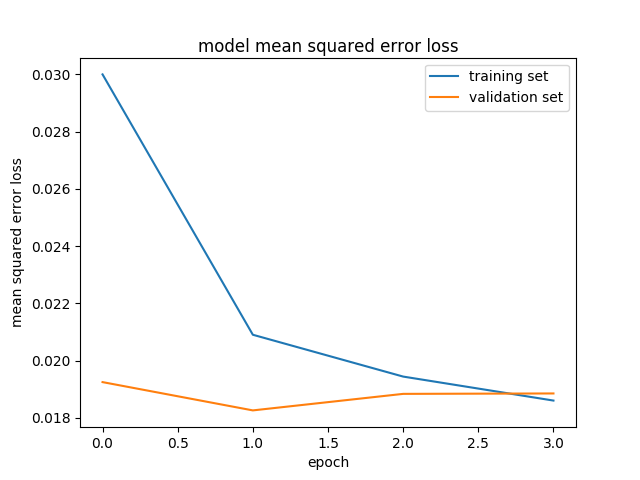 model mean squared error loss
training set
validation set
mean squared error loss
0.030
0.028
0.026
0.024
0.022
0.020
0.018
0.0 0.5 1.0 1.5 2.0 2.5 3.0
epoch